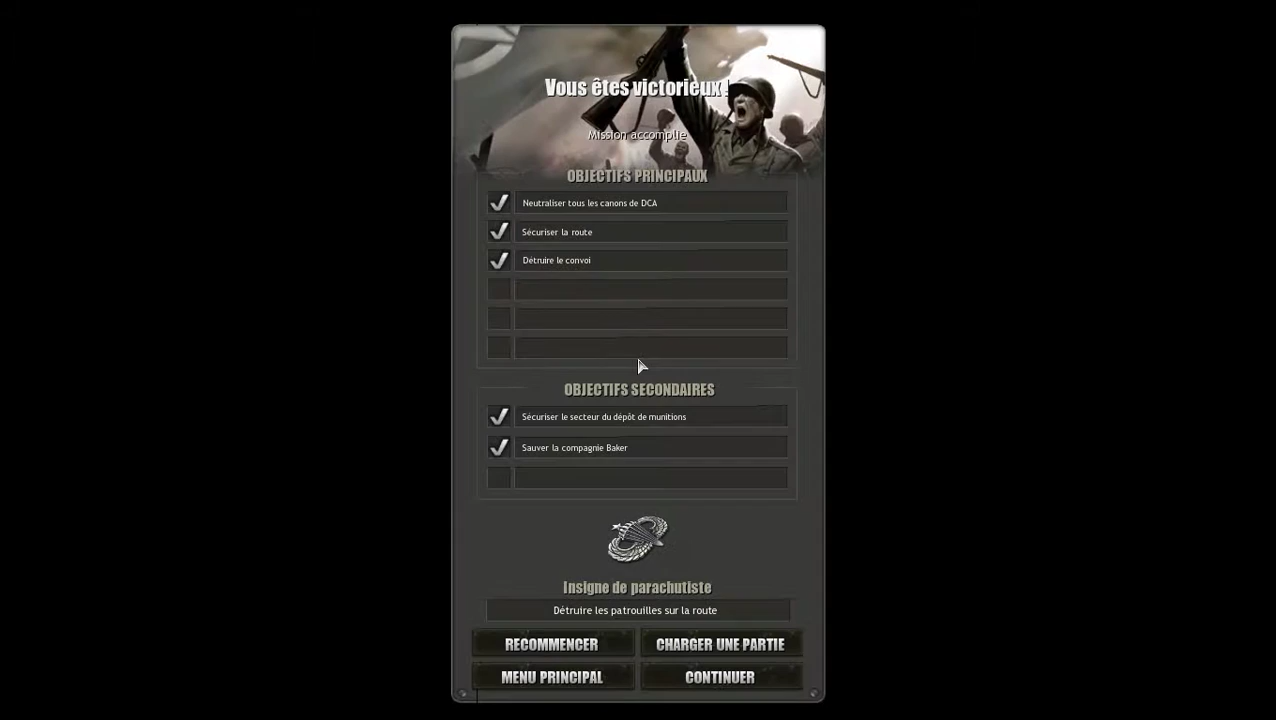 Vous êtes victorieux !
Mission accomplie
OBJECTIFS PRINCIPAUX
Neutraliser tous les canons de DCA
Sécuriser la route
Détruire le convoi
OBJECTIFS SECONDAIRES
Sécuriser le secteur du dépôt de munitions
Sauver la compagnie Baker
Insigne de parachutiste
Détruire les patrouilles sur la route
RECOMMENCER
CHARGER UNE PARTIE
MENU PRINCIPAL
CONTINUER